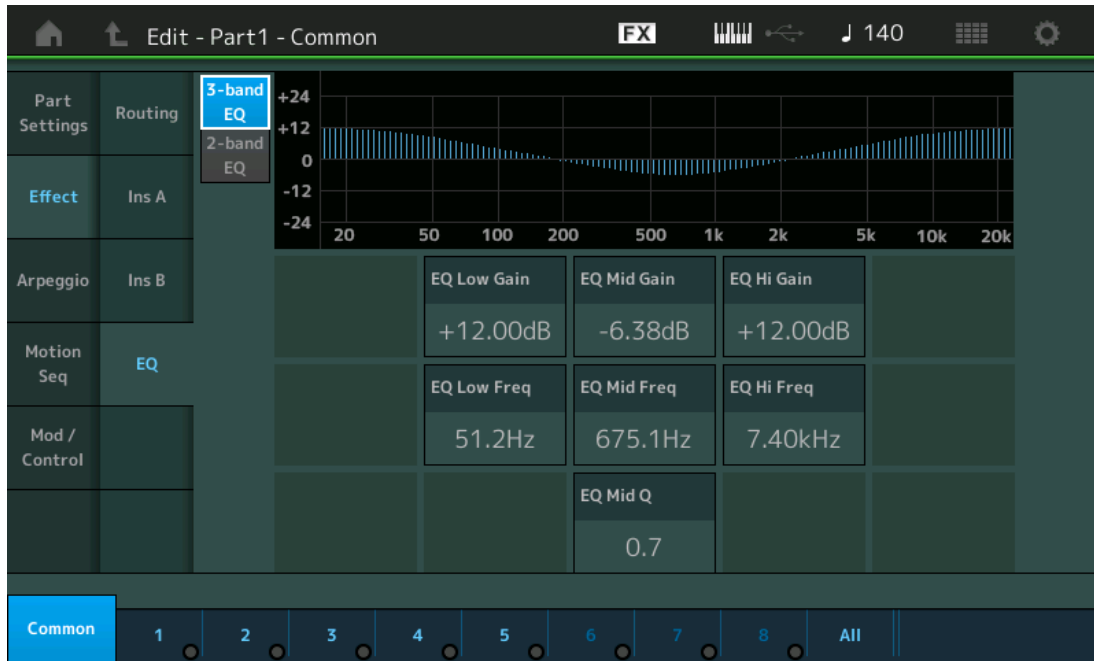 Edit - Part1 - Common
FX
♩ 140
Part
Settings
Effect
Arpeggio
Motion
Seq
Mod /
Control
Routing
Ins A
Ins B
EQ
3-band
EQ
2-band
EQ
+24
+12
0
-12
-24
20 50 100 200 500 1k 2k 5k 10k 20k
EQ Low Gain
+12.00dB
EQ Mid Gain
-6.38dB
EQ Hi Gain
+12.00dB
EQ Low Freq
51.2Hz
EQ Mid Freq
675.1Hz
EQ Hi Freq
7.40kHz
EQ Mid Q
0.7
Common 1 2 3 4 5 6 7 8 All